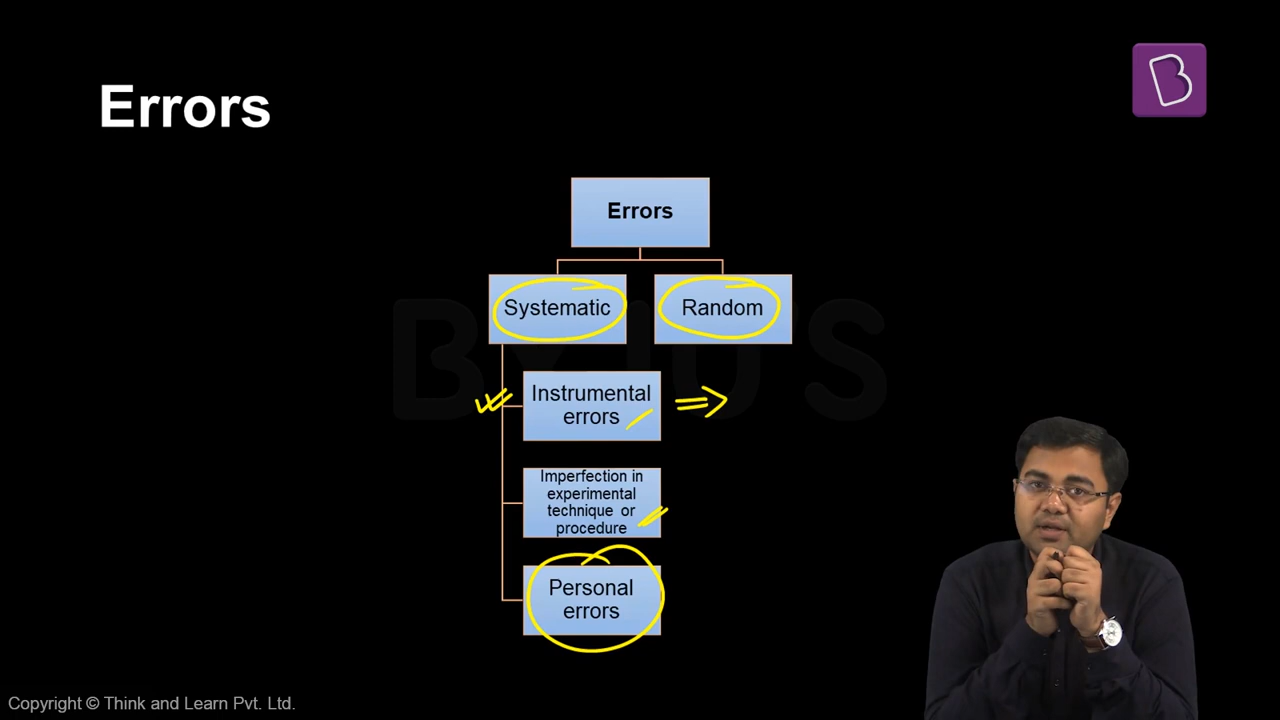 Errors
B
Errors
Systematic
Random
Instrumental
errors
Imperfection in
experimental
technique or
procedure
Personal
errors
BYJU'S
Copyright © Think and Learn Pvt. Ltd.